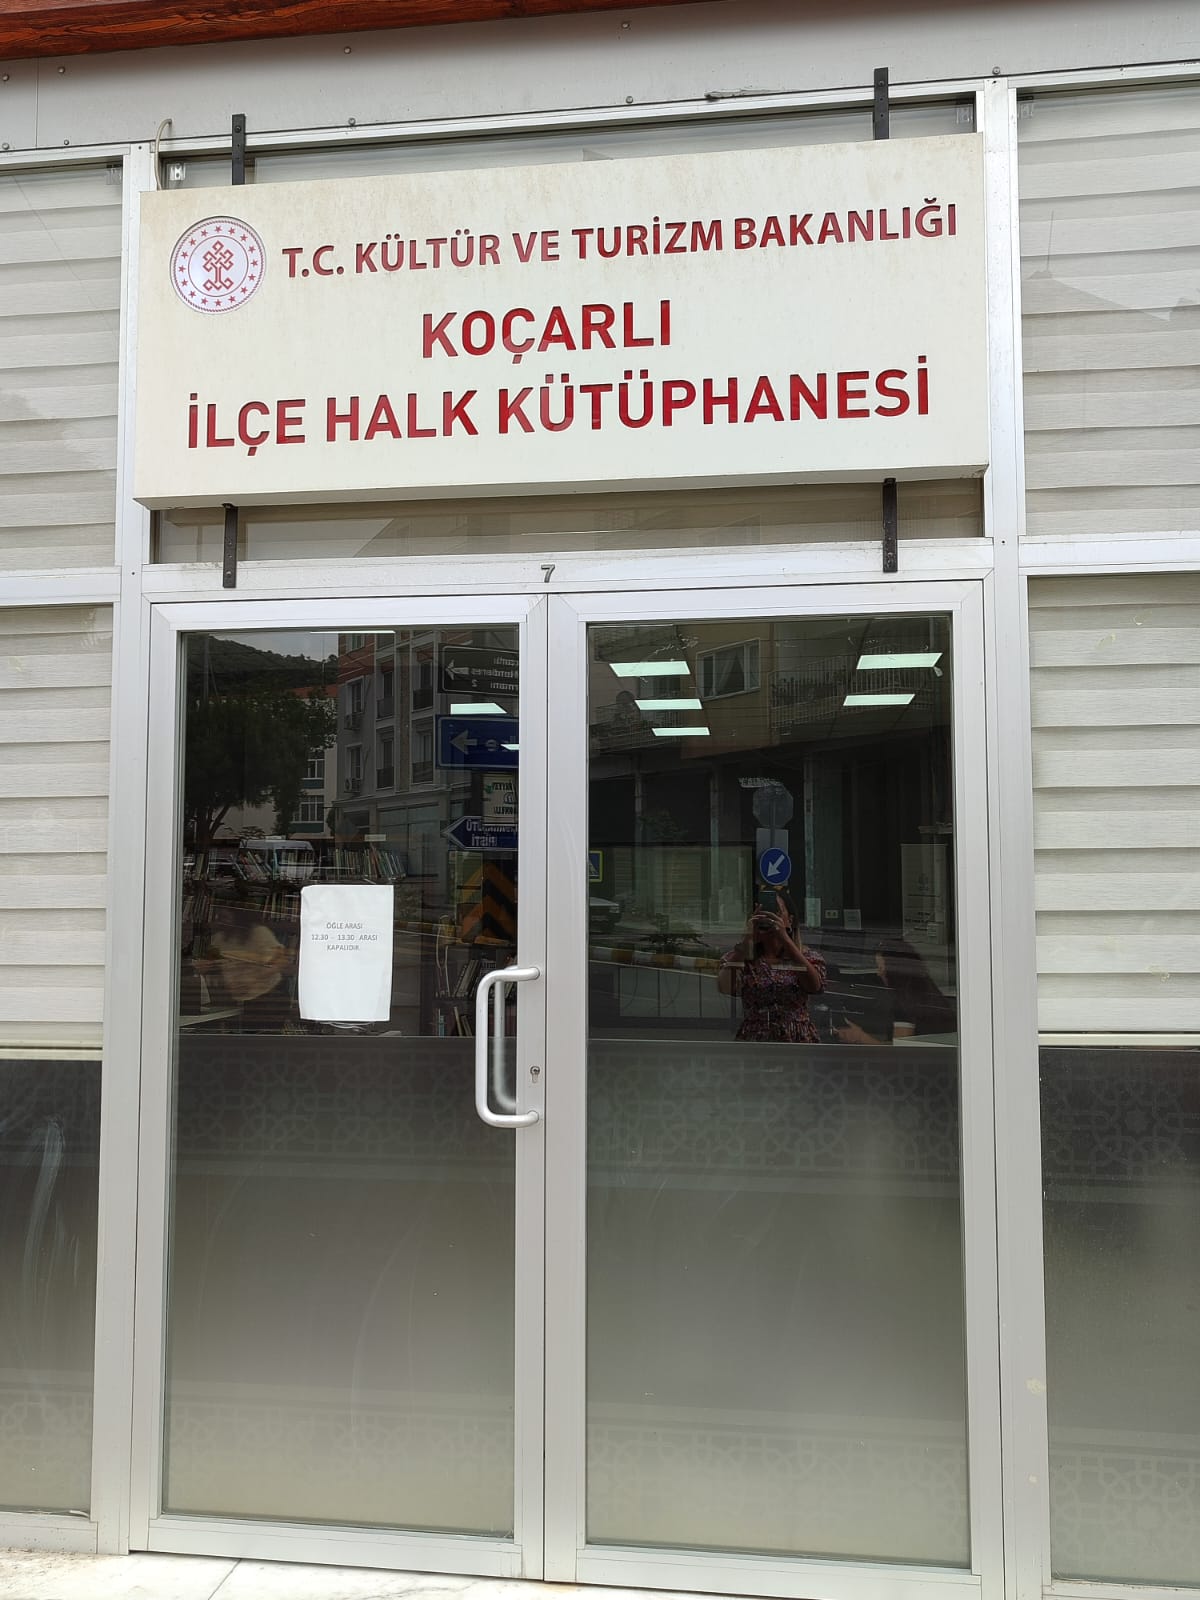 T.C. KÜLTÜR VE TURİZM BAKANLIĞI
KOÇARLI
İLÇE HALK KÜTÜPHANESİ
7
ÖĞLE ARASI
12.30 - 13.30 ARASI
KAPALIDIR.